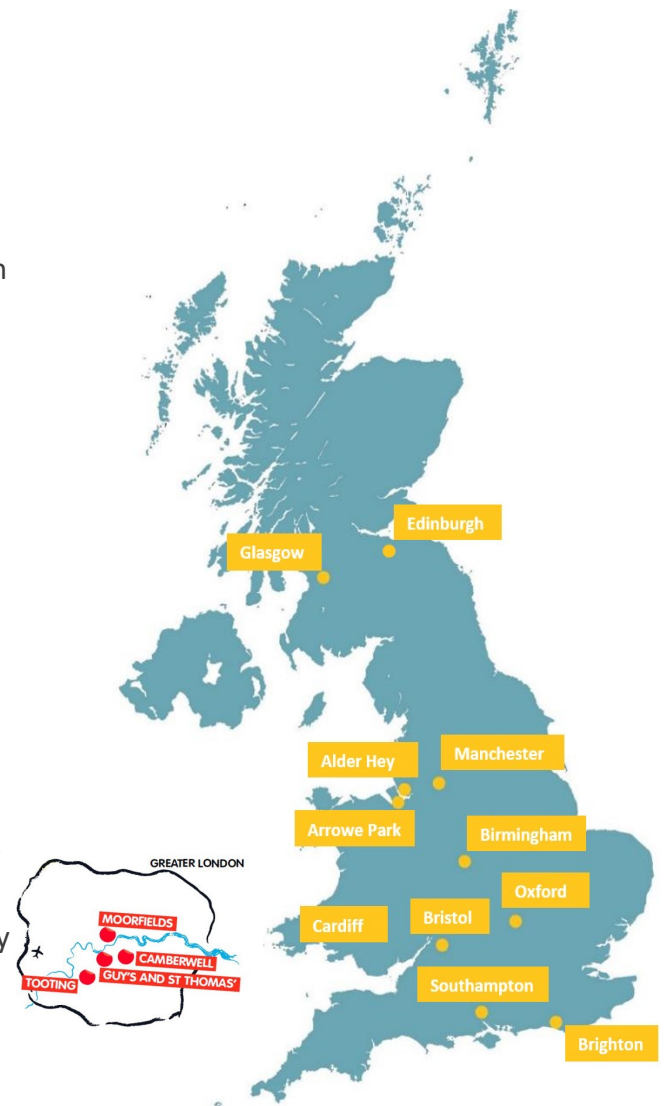 n
Edinburgh
Glasgow
Alder Hey
Manchester
Arrowe Park
Birmingham
Oxford
Cardiff
Bristol
Southampton
Brighton
y
GREATER LONDON
MOORFIELDS
CAMBERWELL
GUY'S AND ST THOMAS'
TOOTING